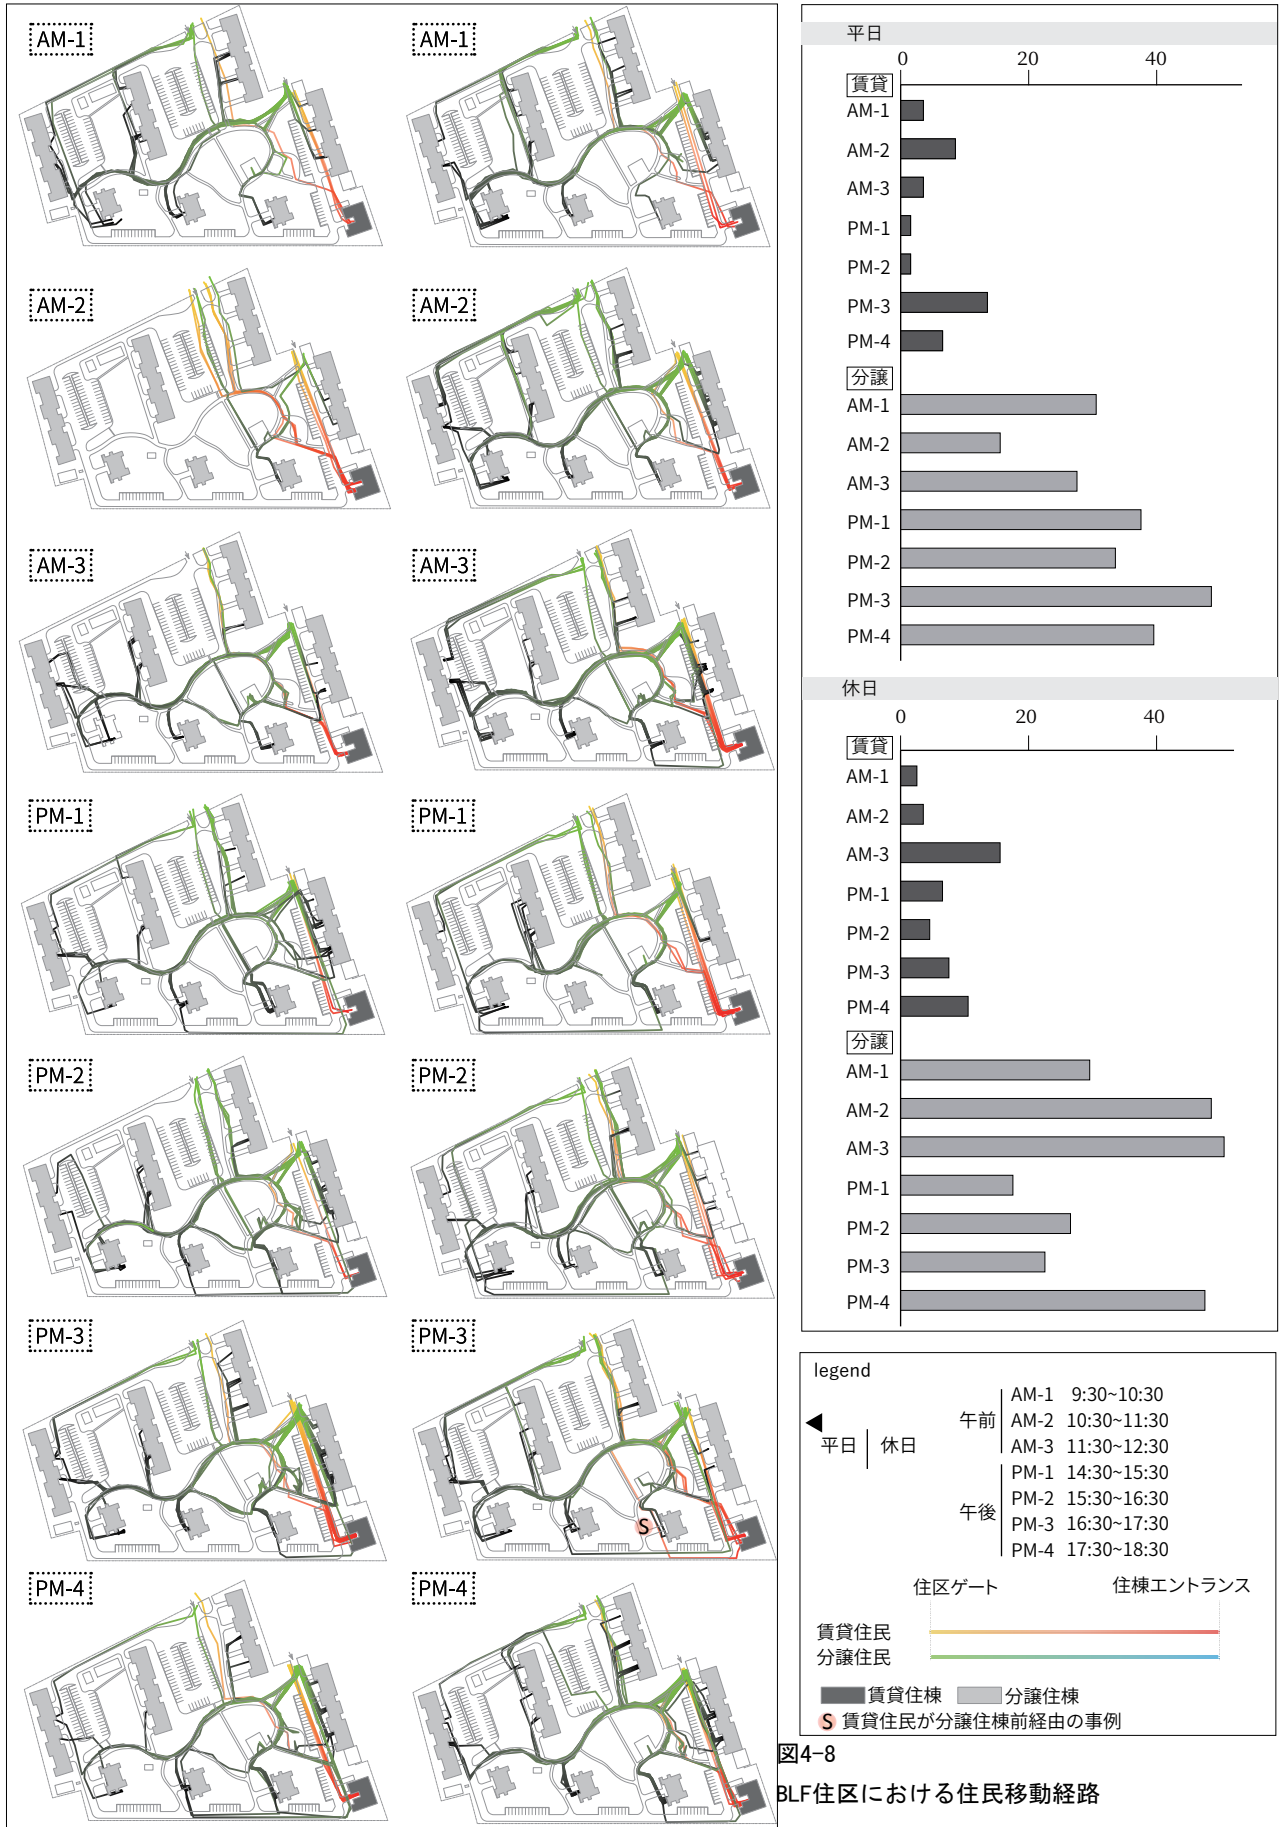 AM-1 AM-1
AM-2 AM-2
AM-3 AM-3
PM-1 PM-1
PM-2 PM-2
PM-3 PM-3
S
PM-4 PM-4
平日
0 20 40
賃貸
AM-1
AM-2
AM-3
PM-1
PM-2
PM-3
PM-4
分譲
AM-1
AM-2
AM-3
PM-1
PM-2
PM-3
PM-4
休日
0 20 40
賃貸
AM-1
AM-2
AM-3
PM-1
PM-2
PM-3
PM-4
分譲
AM-1
AM-2
AM-3
PM-1
PM-2
PM-3
PM-4
legend
平日 休日
午前
AM-1 9:30~10:30
AM-2 10:30~11:30
AM-3 11:30~12:30
午後
PM-1 14:30~15:30
PM-2 15:30~16:30
PM-3 16:30~17:30
PM-4 17:30~18:30
住区ゲート 住棟エントランス
賃貸住民
分譲住民
賃貸住棟 分譲住棟
S 賃貸住民が分譲住棟前経由の事例
図4-8
BLF住区における住民移動経路